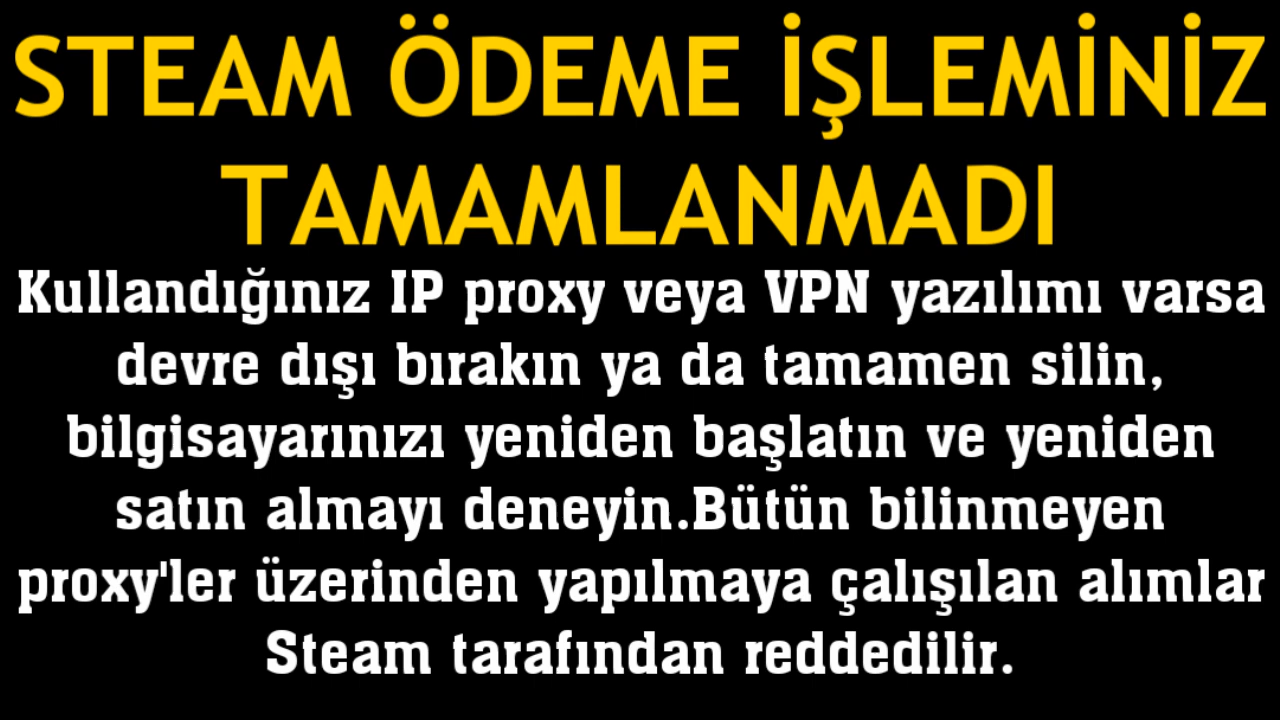 STEAM ÖDEME İŞLEMİNİZ
TAMAMLANMADI
Kullandığınız IP proxy veya VPN yazılımı varsa
devre dışı bırakın ya da tamamen silin,
bilgisayarınızı yeniden başlatın ve yeniden
satın almayı deneyin.Bütün bilinmeyen
proxy'ler üzerinden yapılmaya çalışılan alımlar
Steam tarafından reddedilir.